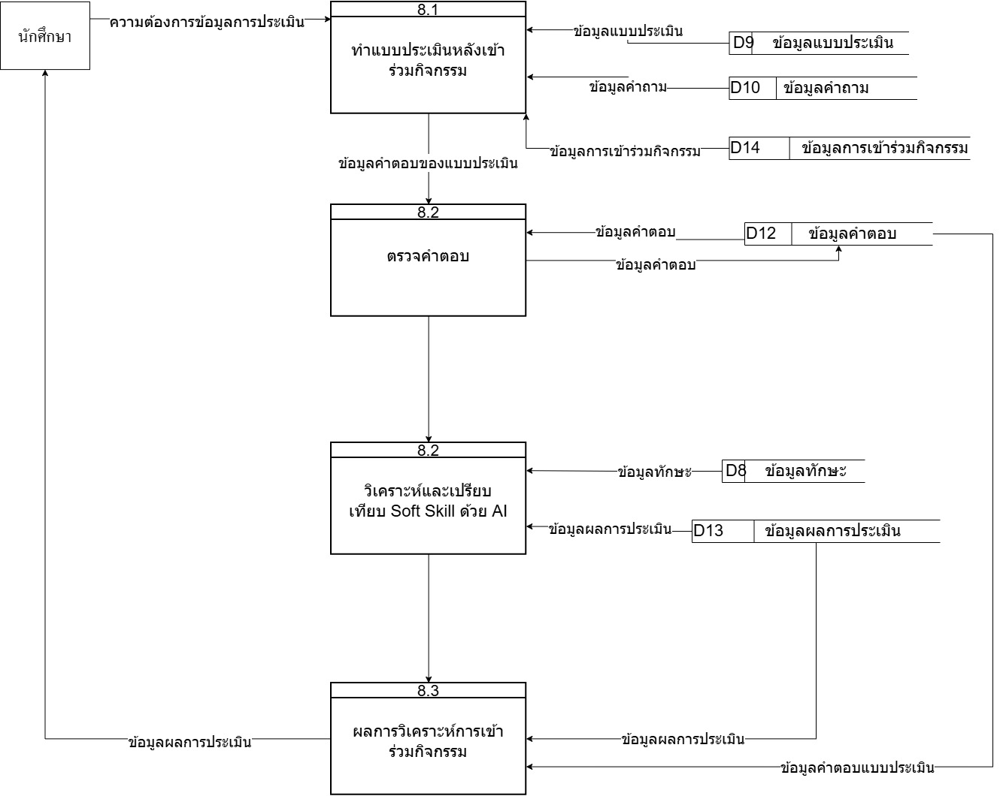 นักศึกษา
ความต้องการข้อมูลการประเมิน
8.1
ทำแบบประเมินหลังเข้า
ร่วมกิจกรรม
ข้อมูลแบบประเมิน
D9
ข้อมูลแบบประเมิน
ข้อมูลคำถาม
D10
ข้อมูลคำถาม
ข้อมูลการเข้าร่วมกิจกรรม
D14
ข้อมูลการเข้าร่วมกิจกรรม
ข้อมูลคำตอบของแบบประเมิน
8.2
ตรวจคำตอบ
ข้อมูลคำตอบ
D12
ข้อมูลคำตอบ
ข้อมูลคำตอบ
8.2
วิเคราะห์และเปรียบ
เทียบ Soft Skill ด้วย AI
ข้อมูลทักษะ
D8
ข้อมูลทักษะ
ข้อมูลผลการประเมิน
D13
ข้อมูลผลการประเมิน
8.3
ผลการวิเคราะห์การเข้า
ร่วมกิจกรรม
ข้อมูลผลการประเมิน
ข้อมูลผลการประเมิน
ข้อมูลคำตอบแบบประเมิน